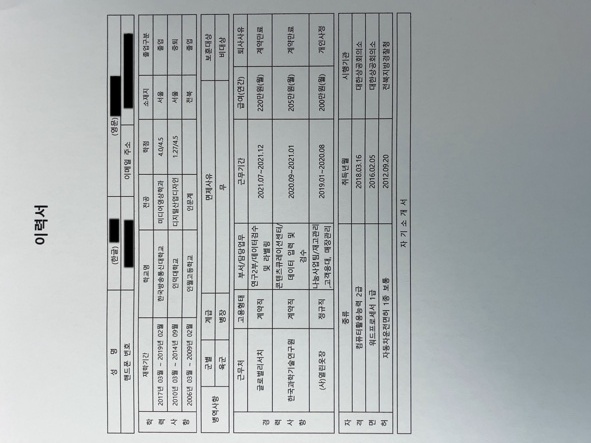 이력서
성 명 (한글) (영문)
핸드폰 번호 이메일 주소
학력사항 재학기간 학교명 전공 학점 소재지 졸업구분
2017년 03월 ~ 2019년 02월 한국방송통신대학교 미디어영상학과 4.0/4.5 서울 졸업
2010년 03월 ~ 2014년 09월 인덕대학교 디지털산업디자인 1.27/4.5 서울 중퇴
2006년 03월 ~ 2009년 02월 인월고등학교 인문계 전북 졸업
병역사항 군별 계급 면제사유 보훈대상
육군 병장 무 비대상
경력사항 근무처 고용형태 부서/담당업무 근무기간 급여(연간) 퇴사사유
글로벌리서치 계약직 연구2부/데이터검수 및 라벨링 2021.07~2021.12 220만원(월) 계약만료
한국과학기술연구원 계약직 콘텐츠큐레이션센터/데이터 입력 및 검수 2020.09~2021.01 205만원(월) 계약만료
(사)열린옷장 정규직 나눔사업팀/재고관리,고객응대, 매장관리 2019.01~2020.08 200만원(월) 개인사정
자격면허 종류 취득년월 시행기관
컴퓨터활용능력 2급 2018.03.16 대한상공회의소
워드프로세서 1급 2016.02.05 대한상공회의소
자동차운전면허 1종 보통 2012.09.20 전북지방경찰청
자 기 소 개 서